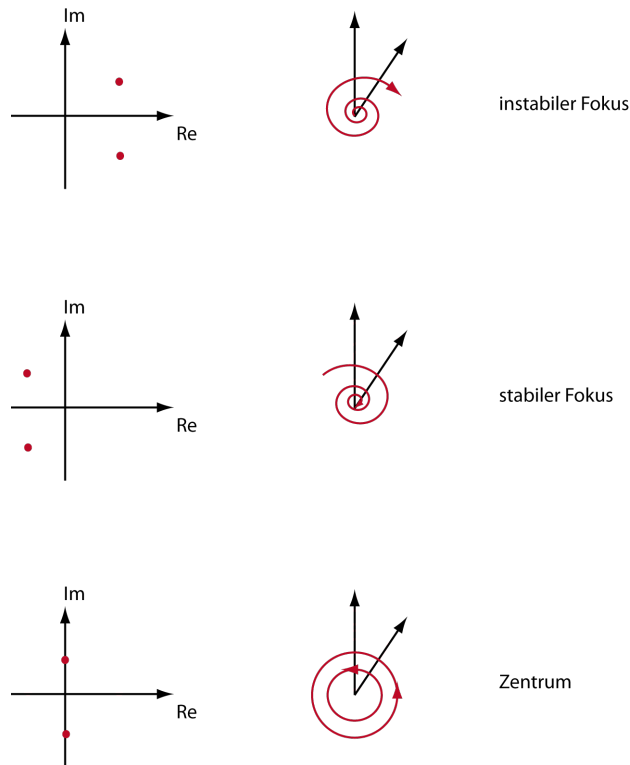 Im
Re
instabiler Fokus
Im
Re
stabiler Fokus
Im
Re
Zentrum